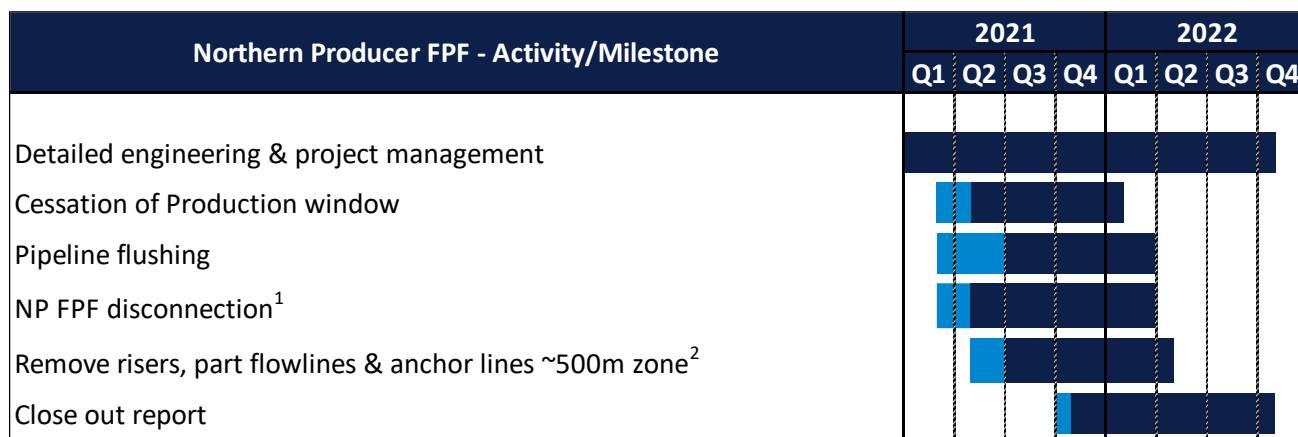 Northern Producer FPF - Activity/Milestone
2021 2022
Q1 Q2 Q3 Q4 Q1 Q2 Q3 Q4
Detailed engineering & project management
Cessation of Production window
Pipeline flushing
NP FPF disconnection1
Remove risers, part flowlines & anchor lines ~500m zone2
Close out report